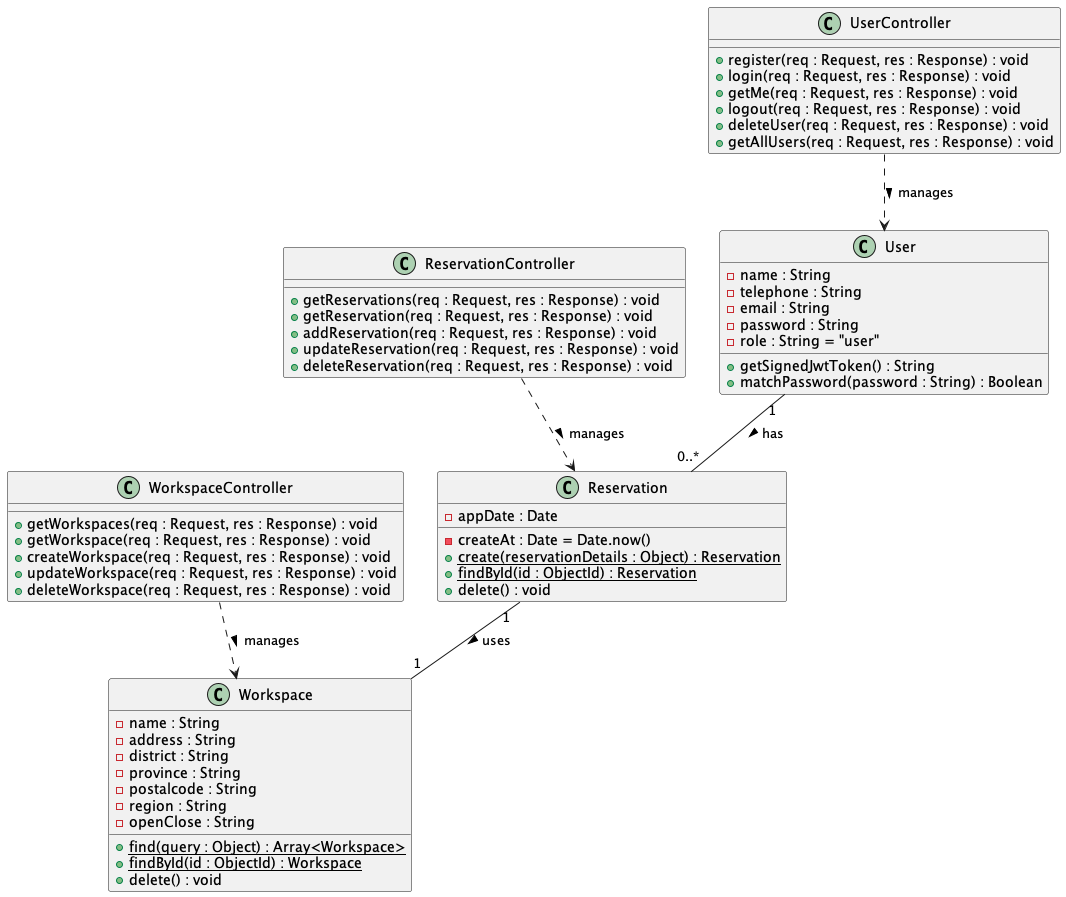 C UserController
register(req : Request, res : Response) : void
login(req : Request, res : Response) : void
getMe(req : Request, res : Response) : void
logout(req : Request, res : Response) : void
deleteUser(req : Request, res : Response) : void
getAllUsers(req : Request, res : Response) : void
manages
C User
name : String
telephone : String
email : String
password : String
role : String = "user"
getSignedJwtToken() : String
matchPassword(password : String) : Boolean
1
has
0..*
C ReservationController
getReservations(req : Request, res : Response) : void
getReservation(req : Request, res : Response) : void
addReservation(req : Request, res : Response) : void
updateReservation(req : Request, res : Response) : void
deleteReservation(req : Request, res : Response) : void
manages
C Reservation
appDate : Date
createAt : Date = Date.now()
create(reservationDetails : Object) : Reservation
findById(id : ObjectId) : Reservation
delete() : void
1
uses
1
C WorkspaceController
getWorkspaces(req : Request, res : Response) : void
getWorkspace(req : Request, res : Response) : void
createWorkspace(req : Request, res : Response) : void
updateWorkspace(req : Request, res : Response) : void
deleteWorkspace(req : Request, res : Response) : void
manages
C Workspace
name : String
address : String
district : String
province : String
postalcode : String
region : String
openClose : String
find(query : Object) : Array<Workspace>
findById(id : ObjectId) : Workspace
delete() : void